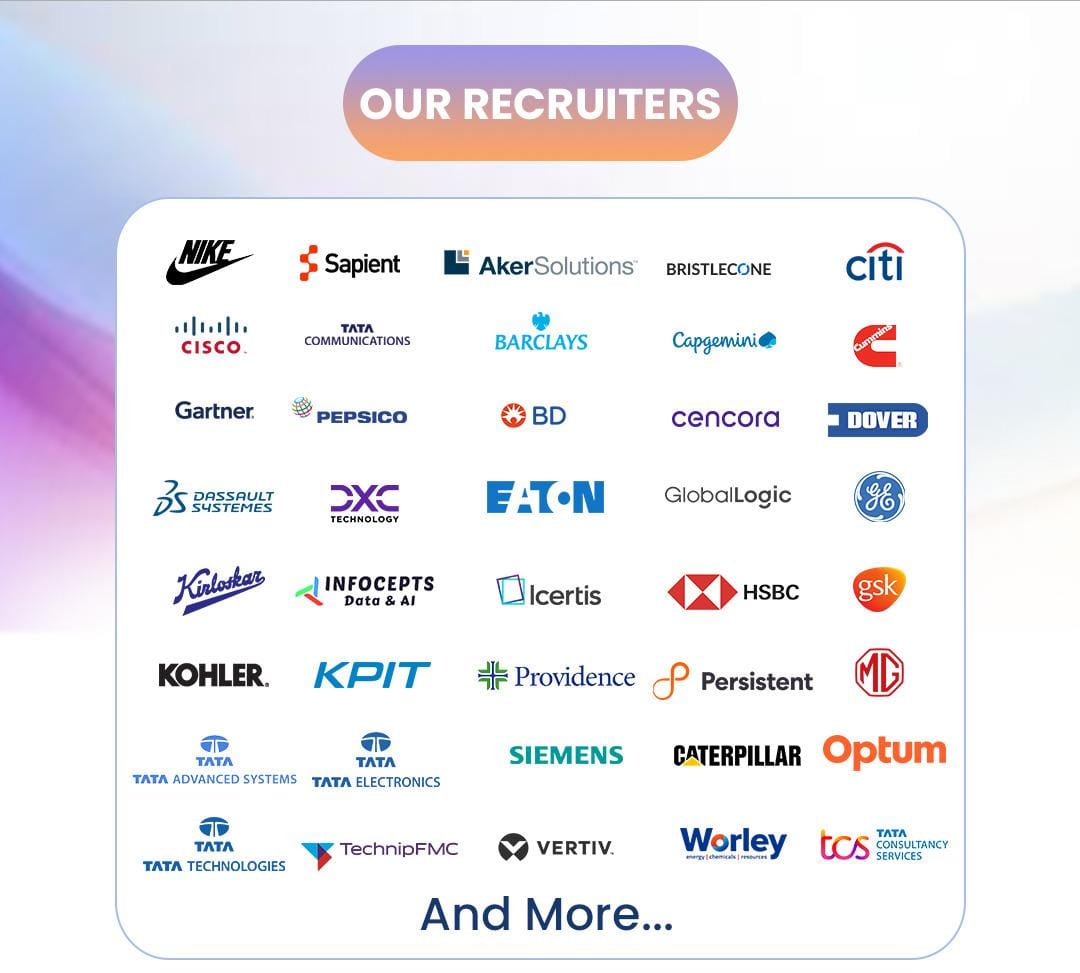 OUR RECRUITERS
NIKE
Sapient
AkerSolutions™
BRISTLECONE
citi
CISCO
TATA
COMMUNICATIONS
BARCLAYS
Capgemini
Cummins
Gartner
PEPSICO
BD
cencora
DOVER
3S DASSAULT
SYSTEMES
DXC
TECHNOLOGY
EATON
GlobalLogic
GE
Kirloskar
INFOCEPTS
Data & AI
Icertis
HSBC
gsk
KOHLER
KPIT
Providence
Persistent
MG
TATA
TATA ADVANCED SYSTEMS
TATA
TATA ELECTRONICS
SIEMENS
CATERPILLAR
Optum
TATA
TATA TECHNOLOGIES
TechnipFMC
VERTIV
Worley
energy | chemicals | resources
tcs TATA
CONSULTANCY
SERVICES
And More...